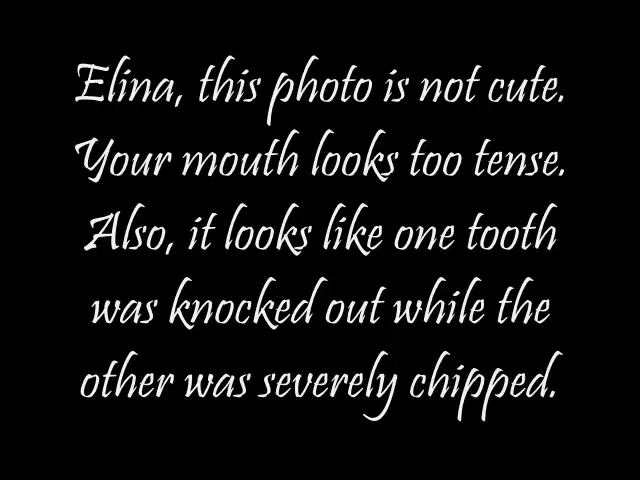 Elina, this photo is not cute.
Your mouth looks too tense.
Also, it looks like one tooth
was knocked out while the
other was severely chipped.